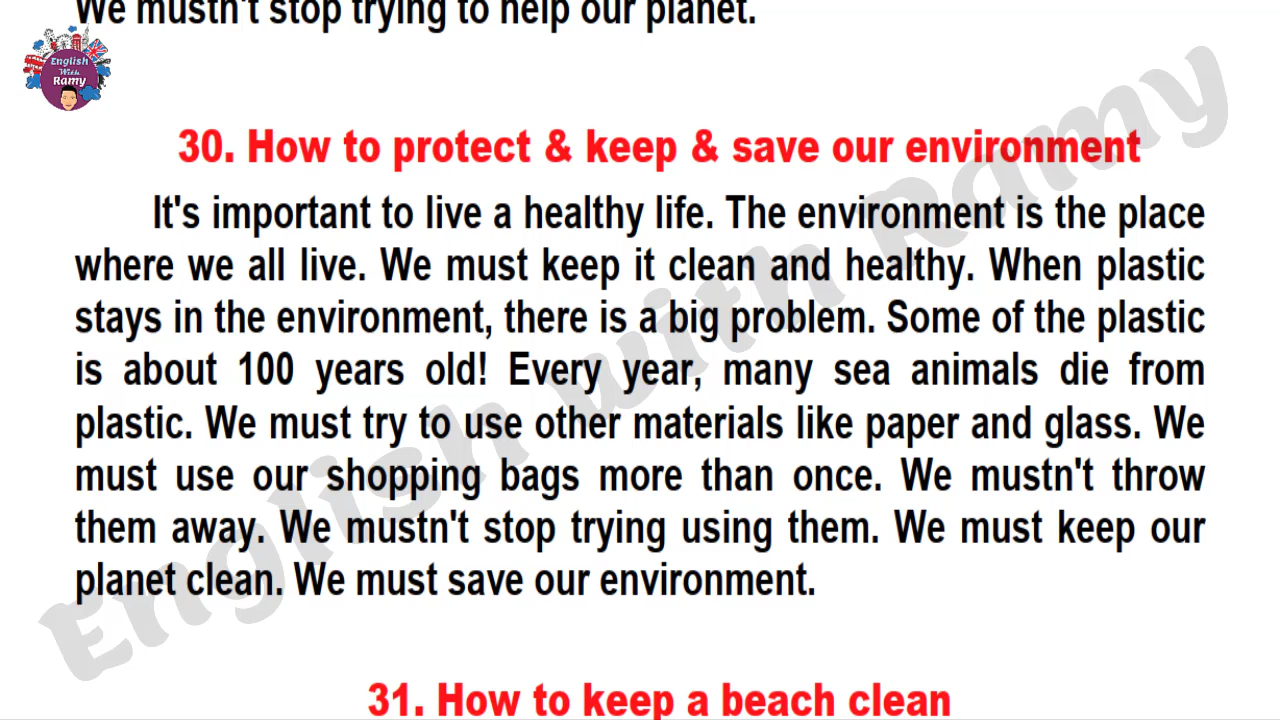 We mustn't stop trying to help our planet.
English
With
Ramy
30. How to protect & keep & save our environment
It's important to live a healthy life. The environment is the place
where we all live. We must keep it clean and healthy. When plastic
stays in the environment, there is a big problem. Some of the plastic
is about 100 years old! Every year, many sea animals die from
plastic. We must try to use other materials like paper and glass. We
must use our shopping bags more than once. We mustn't throw
them away. We mustn't stop trying using them. We must keep our
planet clean. We must save our environment.
English with Ramy
31. How to keep a beach clean